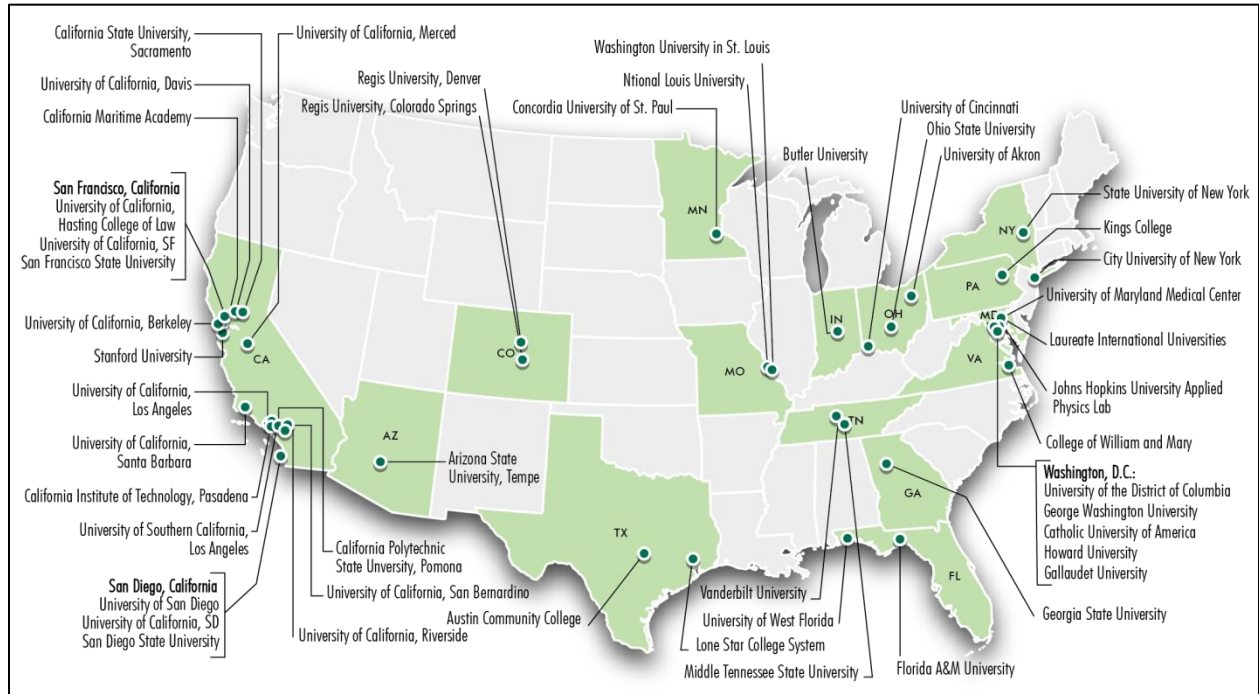 California State University,
Sacramento
University of California, Merced
University of California, Davis
California Maritime Academy
San Francisco, California
University of California,
Hasting College of Law
University of California, SF
San Francisco State University
University of California, Berkeley
Stanford University
University of California,
Los Angeles
University of California,
Santa Barbara
California Institute of Technology, Pasadena
University of Southern California,
Los Angeles
San Diego, California
University of San Diego
University of California, SD
San Diego State University
California Polytechnic
State Unversity, Pomona
University of California, San Bernardino
University of California, Riverside
Regis University, Denver
Regis University, Colorado Springs
Concordia University of St. Paul
Washington University in St. Louis
Ntional Louis University
Butler University
University of Cincinnati
Ohio State University
University of Akron
State University of New York
Kings College
City University of New York
University of Maryland Medical Center
Laureate International Universities
Johns Hopkins University Applied
Physics Lab
College of William and Mary
Washington, D.C.:
University of the District of Columbia
George Washington University
Catholic University of America
Howard University
Gallaudet University
Georgia State University
Florida A&M University
Middle Tennessee State University
Lone Star College System
University of West Florida
Vanderbilt University
Austin Community College
Arizona State
University, Tempe
CA
AZ
CO
TX
MN
MO
IN
OH
TN
GA
FL
VA
MD
PA
NY